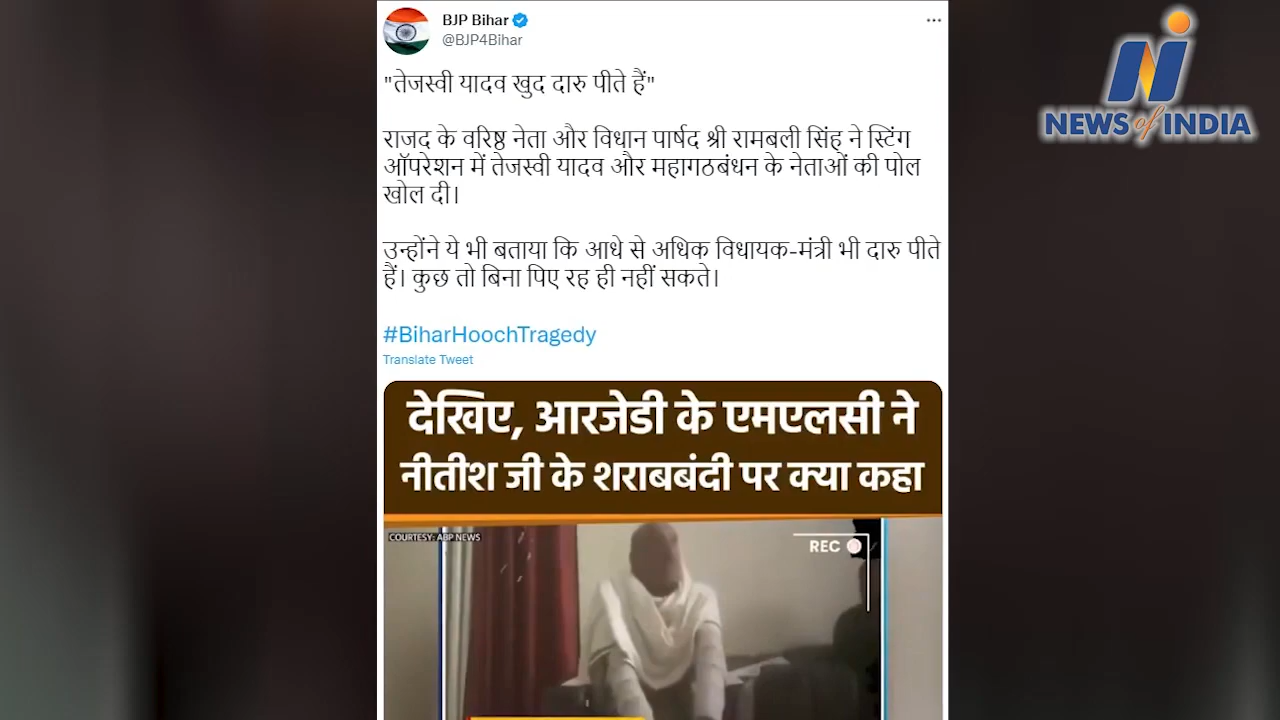 BJP Bihar
@BJP4Bihar
"तेजस्वी यादव खुद दारु पीते हैं"
राजद के वरिष्ठ नेता और विधान पार्षद श्री रामबली सिंह ने स्टिंग
ऑपरेशन में तेजस्वी यादव और महागठबंधन के नेताओं की पोल
खोल दी।
उन्होंने ये भी बताया कि आधे से अधिक विधायक-मंत्री भी दारु पीते
हैं। कुछ तो बिना पिए रह ही नहीं सकते।
#BiharHoochTragedy
Translate Tweet
देखिए, आरजेडी के एमएलसी ने
नीतीश जी के शराबबंदी पर क्या कहा
COURTESY: ABP NEWS
REC
NEWS of INDIA